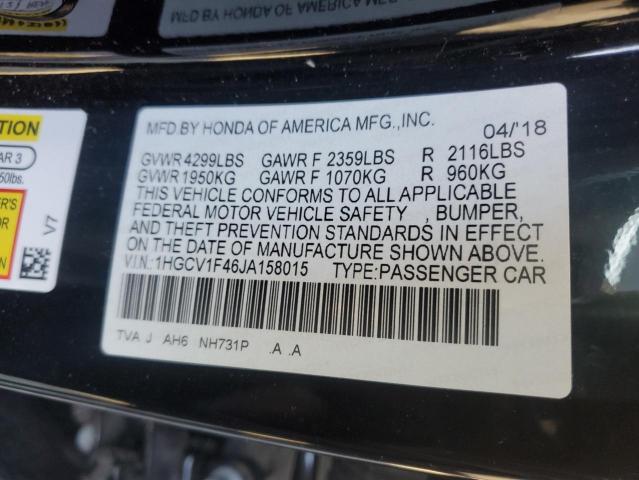 MFD.BY HONDA OF AMERICA MFG.,INC. 04/'18
GVWR 4299LBS GAWR F 2359LBS R 2116LBS
GVWR 1950KG GAWR F 1070KG R 960KG
THIS VEHICLE CONFORMS TO ALL APPLICABLE
FEDERAL MOTOR VEHICLE SAFETY , BUMPER,
AND THEFT PREVENTION STANDARDS IN EFFECT
ON THE DATE OF MANUFACTURE SHOWN ABOVE.
V.I.N.:1HGCV1F46JA158015 TYPE:PASSENGER CAR
TVA J AH6 NH731P .A .A
V7